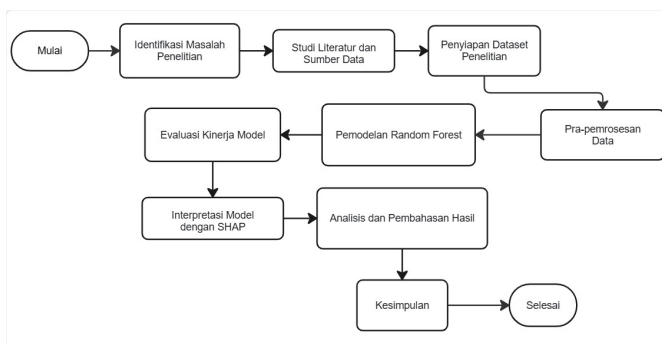 Mulai
Identifikasi Masalah
Penelitian
Studi Literatur dan
Sumber Data
Penyiapan Dataset
Penelitian
Pra-pemrosesan
Data
Pemodelan Random Forest
Evaluasi Kinerja Model
Interpretasi Model
dengan SHAP
Analisis dan Pembahasan Hasil
Kesimpulan
Selesai